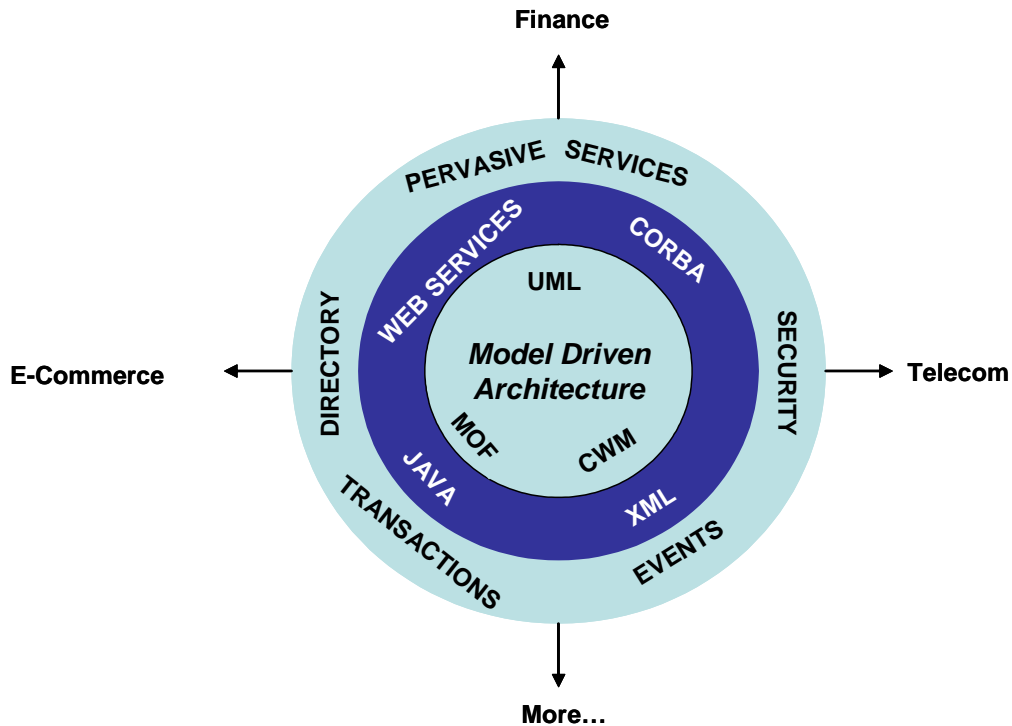 Finance
PERVASIVE SERVICES
WEB SERVICES
CORBA
UML
DIRECTORY
SECURITY
Model Driven
Architecture
E-Commerce
Telecom
MOF
CWM
JAVA
XML
TRANSACTIONS
EVENTS
More…